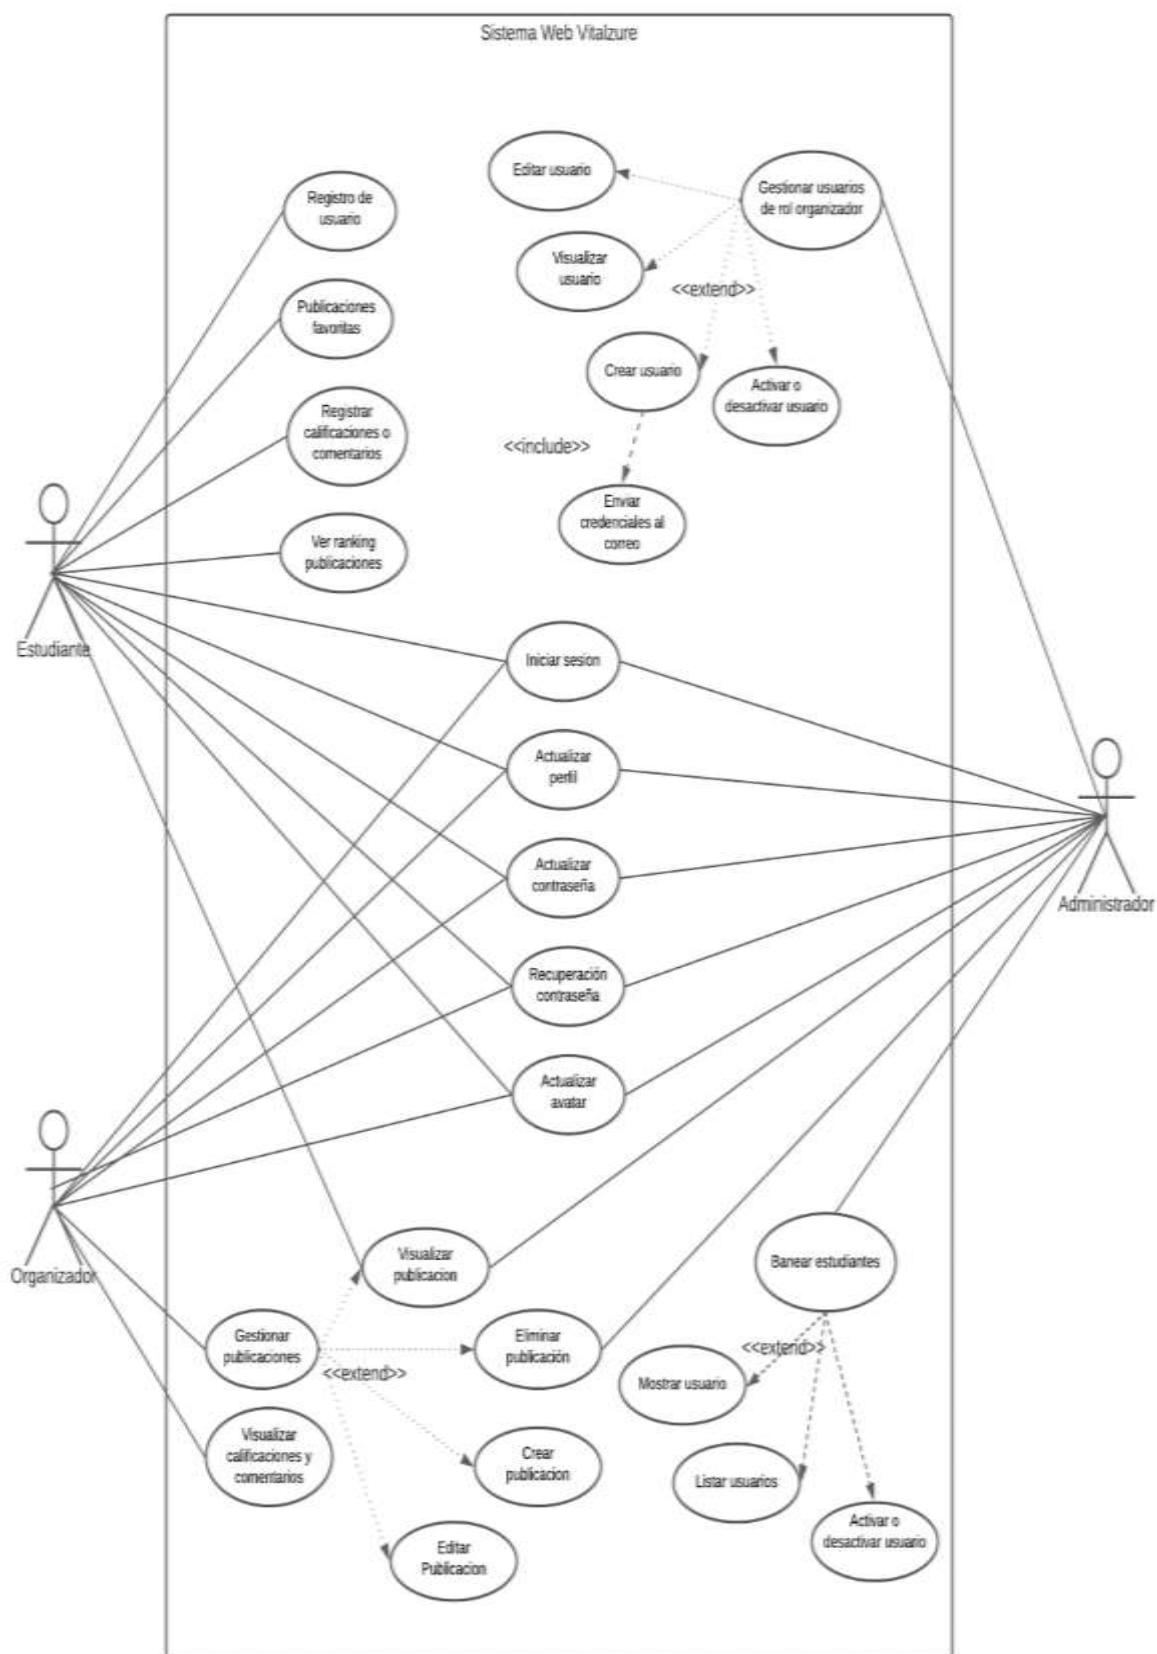 Sistema Web Vitalzure
Editar usuario
Gestionar usuarios
de rol organizador
Registro de
usuario
Visualizar
usuario
<<extend>>
Publicaciones
favoritas
Crear usuario
Activar o
desactivar usuario
Registrar
calificaciones o
comentarios
<<include>>
Enviar
credenciales al
correo
Ver ranking
publicaciones
Estudiante
Iniciar sesion
Actualizar
perfil
Actualizar
contraseña
Administrador
Recuperación
contraseña
Actualizar
avatar
Organizador
Visualizar
publicacion
Banear estudiantes
Gestionar
publicaciones
Eliminar
publicación
<<extend>>
<<extend>>
Mostrar usuario
Visualizar
calificaciones y
comentarios
Crear
publicacion
Listar usuarios
Activar o
desactivar usuario
Editar
Publicacion